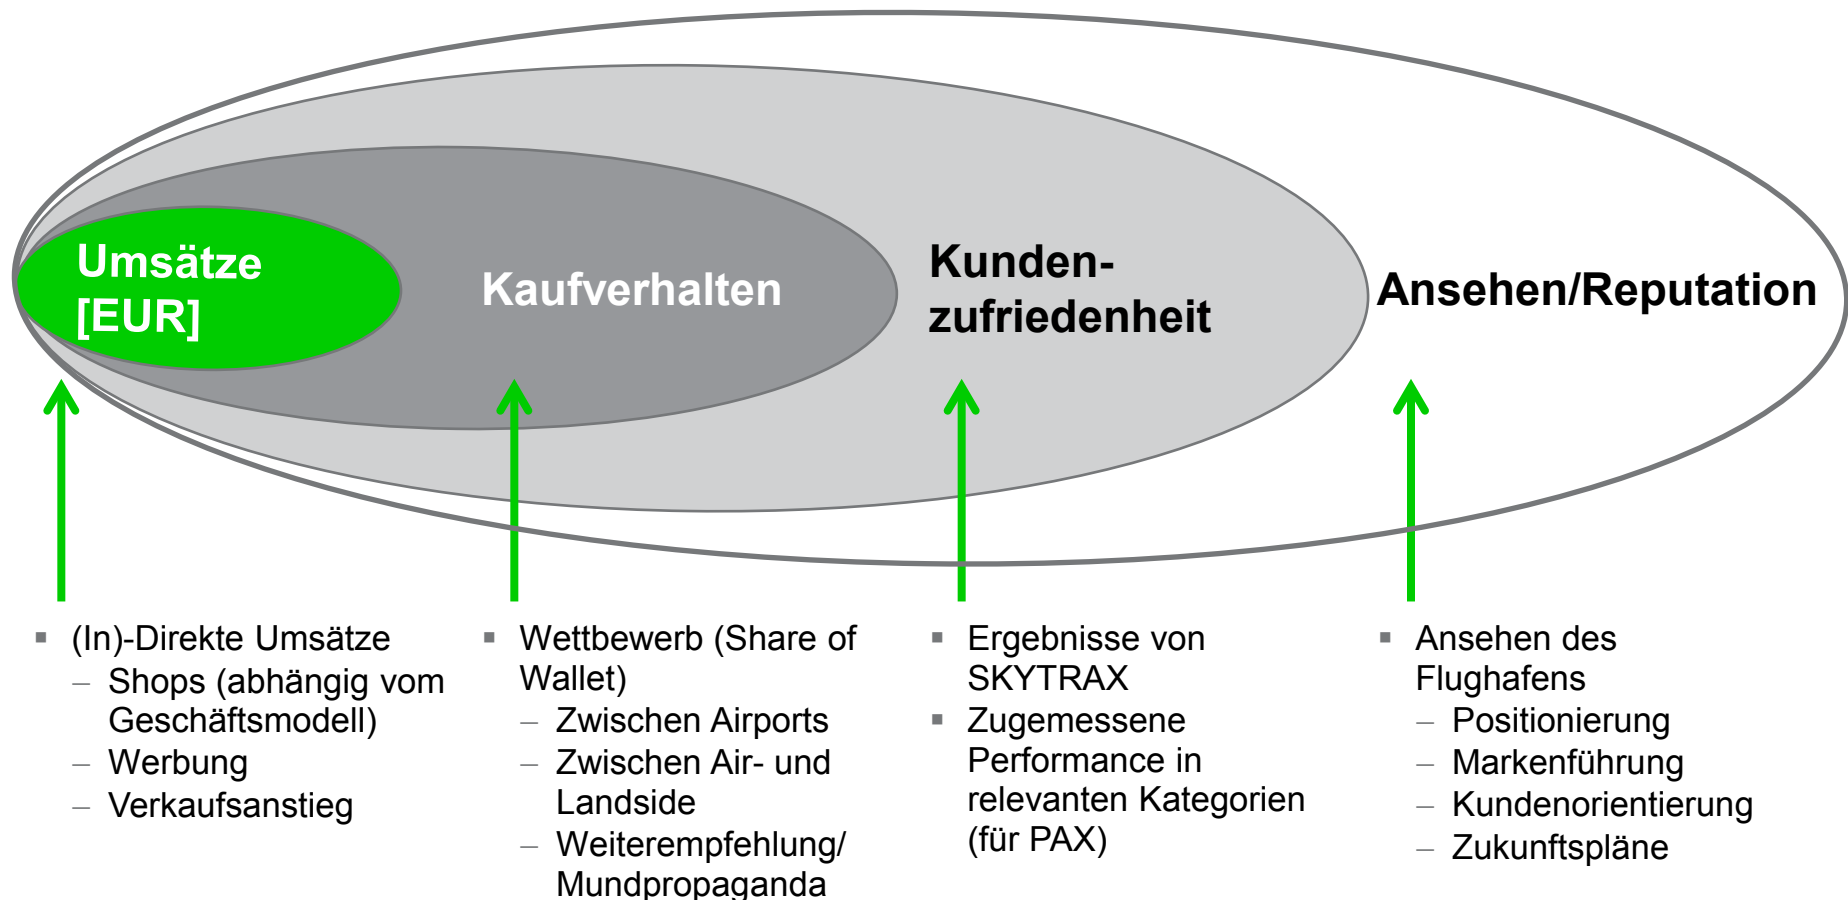 Umsätze
[EUR]
Kaufverhalten
Kunden-
zufriedenheit
Ansehen/Reputation
▪ (In)-Direkte Umsätze
– Shops (abhängig vom
Geschäftsmodell)
– Werbung
– Verkaufsanstieg
▪ Wettbewerb (Share of
Wallet)
– Zwischen Airports
– Zwischen Air- und
Landside
– Weiterempfehlung/
Mundpropaganda
▪ Ergebnisse von
SKYTRAX
▪ Zugemessene
Performance in
relevanten Kategorien
(für PAX)
▪ Ansehen des
Flughafens
– Positionierung
– Markenführung
– Kundenorientierung
– Zukunftspläne